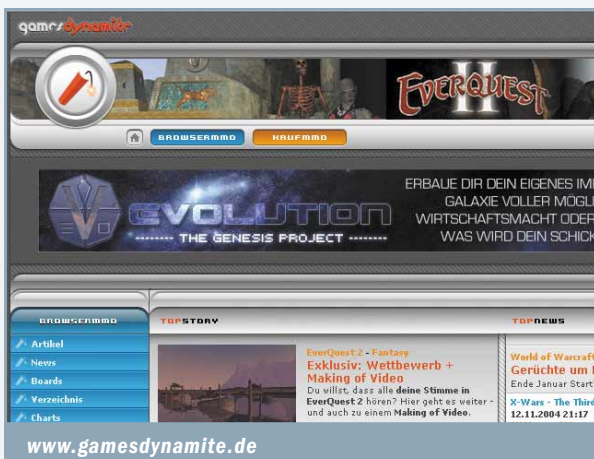 gamesdynamite
EVERQUEST
II
BROWSERMMO
KAUFMMO
EVOLUTION
-------- THE GENESIS PROJECT --------
ERBAUE DIR DEIN EIGENES
GALAXIE VOLLER
WIRTSCHAFTSMACHT ODER
WAS WIRD DEIN
BROWSERMMO
Artikel
News
Boards
Verzeichnis
Charts
TOPSTORY
EverQuest 2 - Fantasy
Exklusiv: Wettbewerb +
Making of Video
Du willst, dass alle deine Stimme in
EverQuest 2 hören? Hier geht es weiter -
und auch zu einem Making of Video.
TOPNEWS
World of Warcraft
Gerüchte um
Ende Januar Start
X-Wars - The Third
12.11.2004 21:17
www.gamesdynamite.de